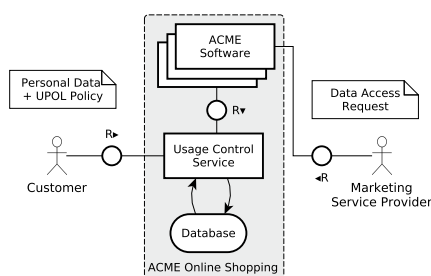 ACME
Software
Personal Data
+ UPOL Policy
Data Access
Request
R▾
R▸
Usage Control
Service
◂R
Customer
Marketing
Service Provider
Database
ACME Online Shopping